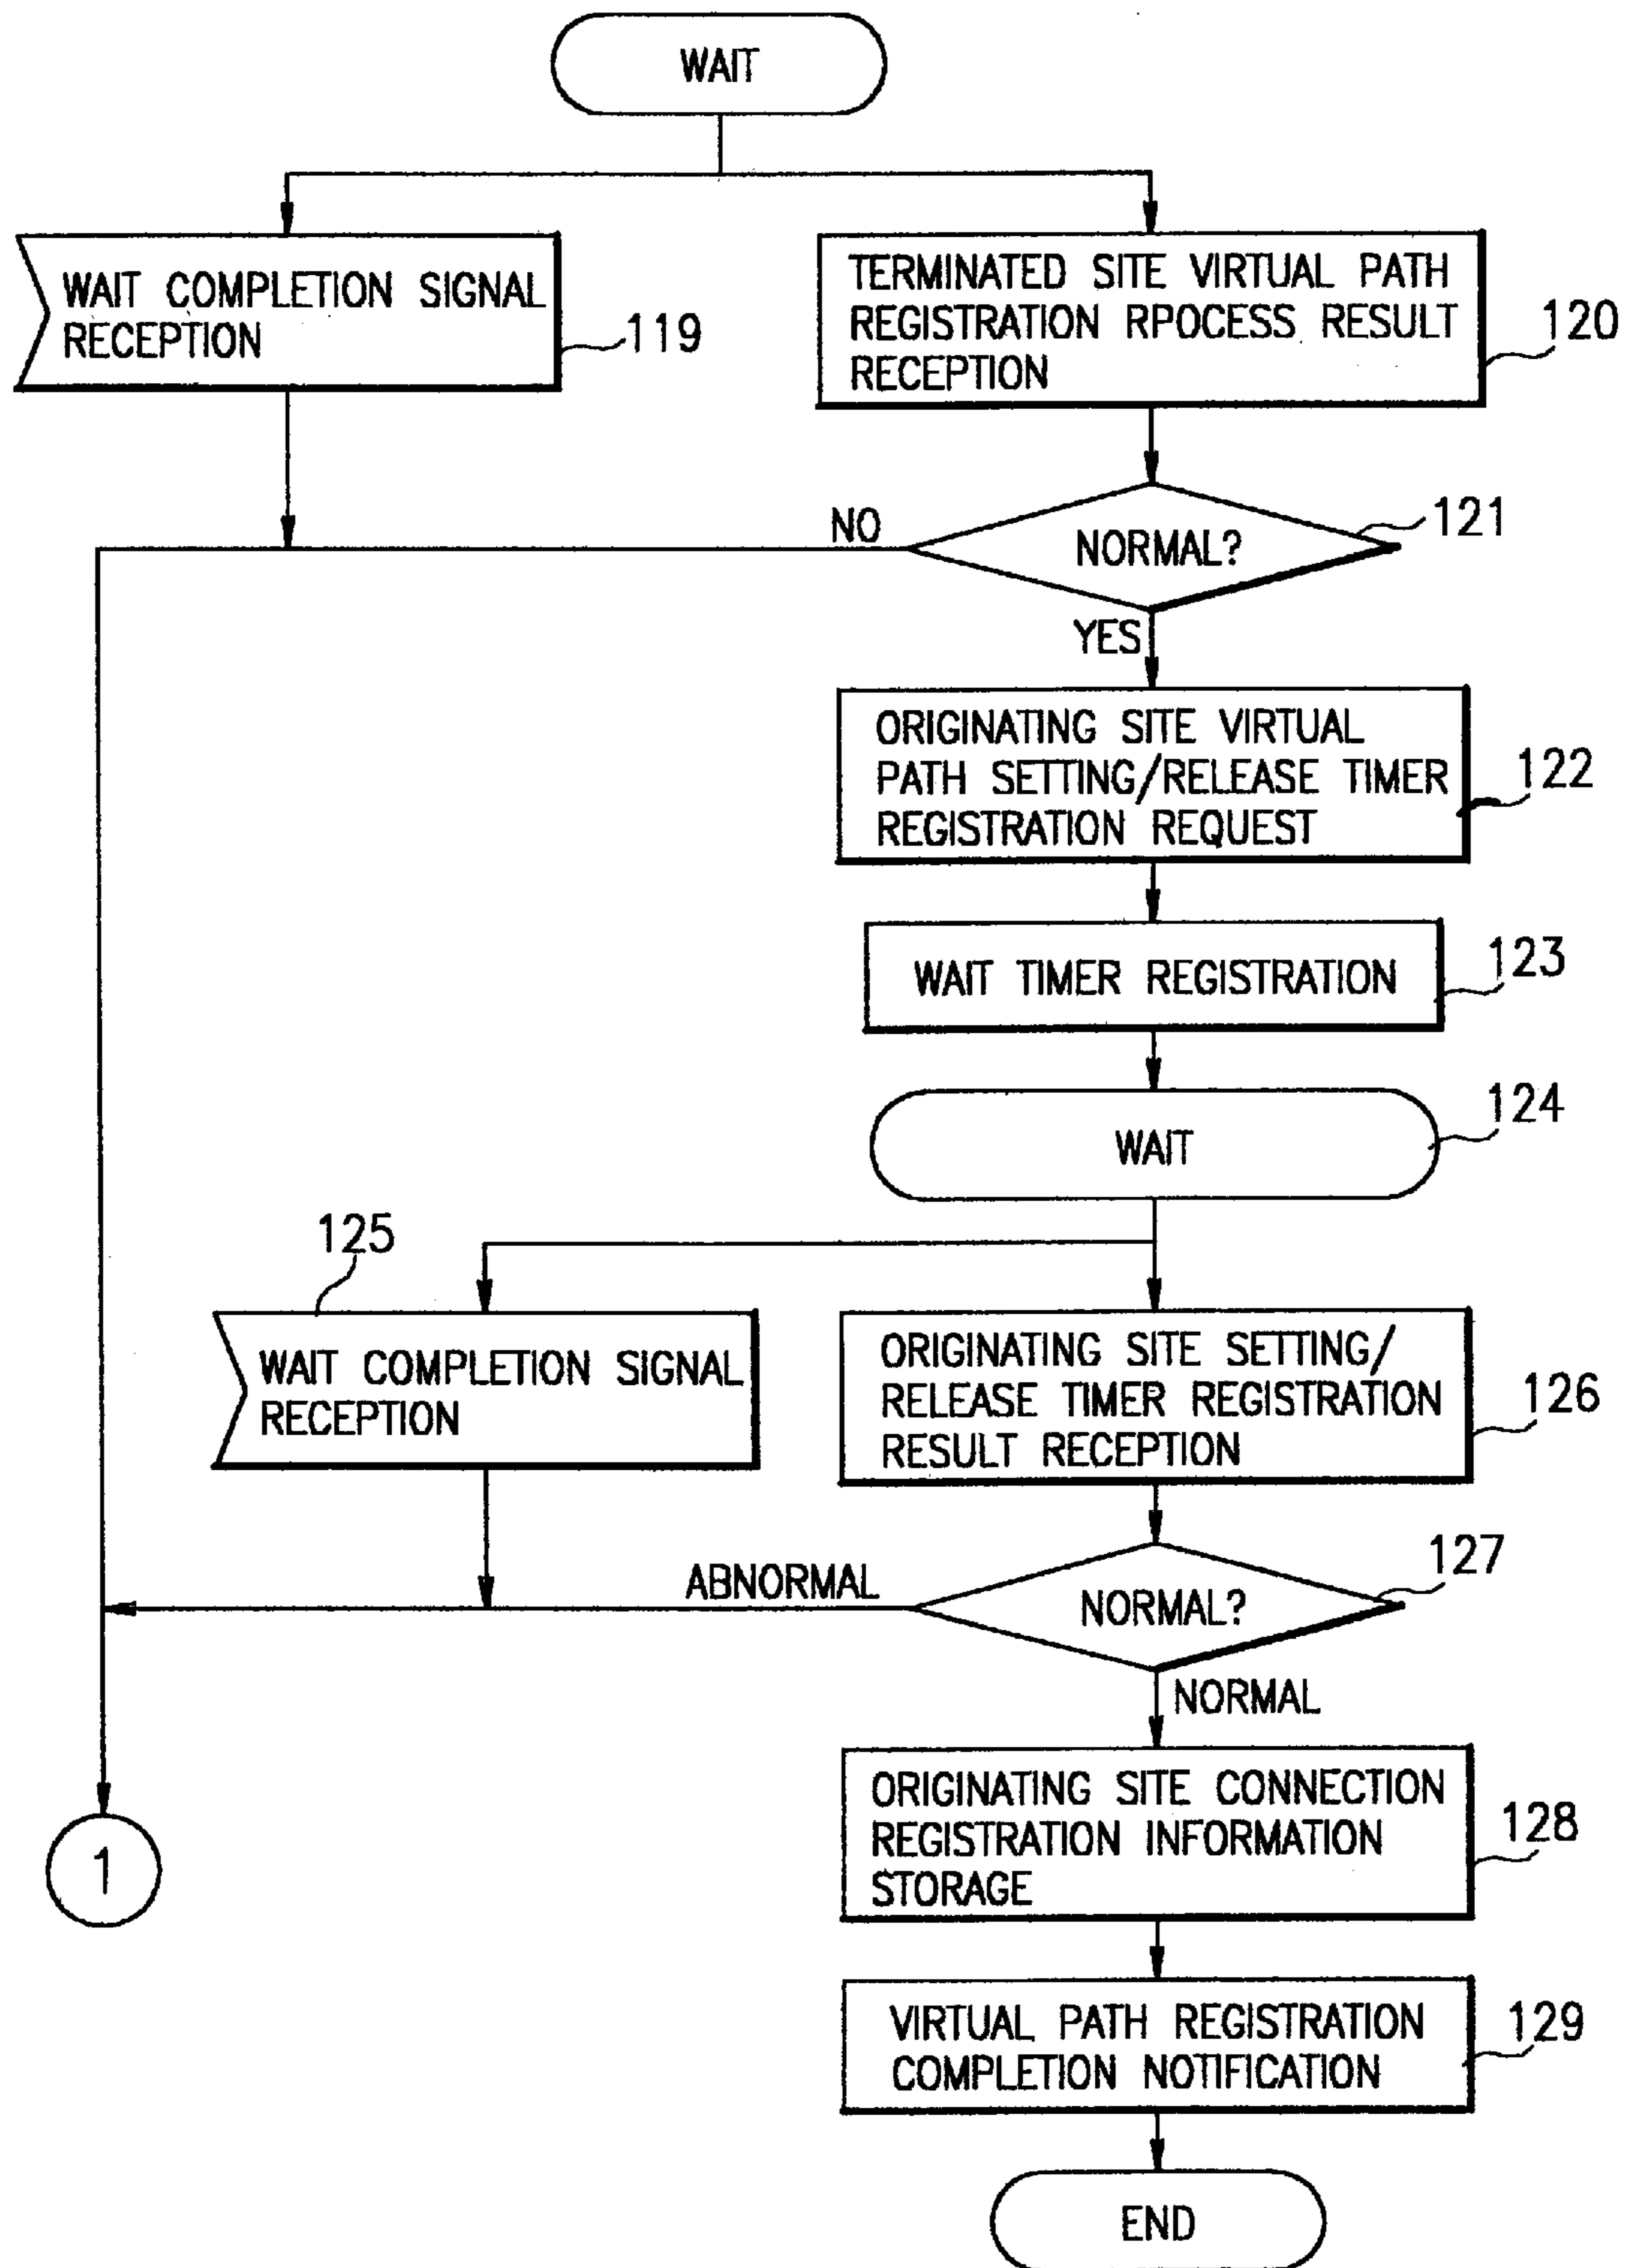 WAIT
WAIT COMPLETION SIGNAL
RECEPTION
119
TERMINATED SITE VIRTUAL PATH
REGISTRATION RPOCESS RESULT
RECEPTION
120
NORMAL?
121
NO
YES
ORIGINATING SITE VIRTUAL
PATH SETTING/RELEASE TIMER
REGISTRATION REQUEST
122
WAIT TIMER REGISTRATION
123
WAIT
124
125
WAIT COMPLETION SIGNAL
RECEPTION
ORIGINATING SITE SETTING/
RELEASE TIMER REGISTRATION
RESULT RECEPTION
126
ABNORMAL
NORMAL?
127
NORMAL
ORIGINATING SITE CONNECTION
REGISTRATION INFORMATION
STORAGE
128
1
VIRTUAL PATH REGISTRATION
COMPLETION NOTIFICATION
129
END